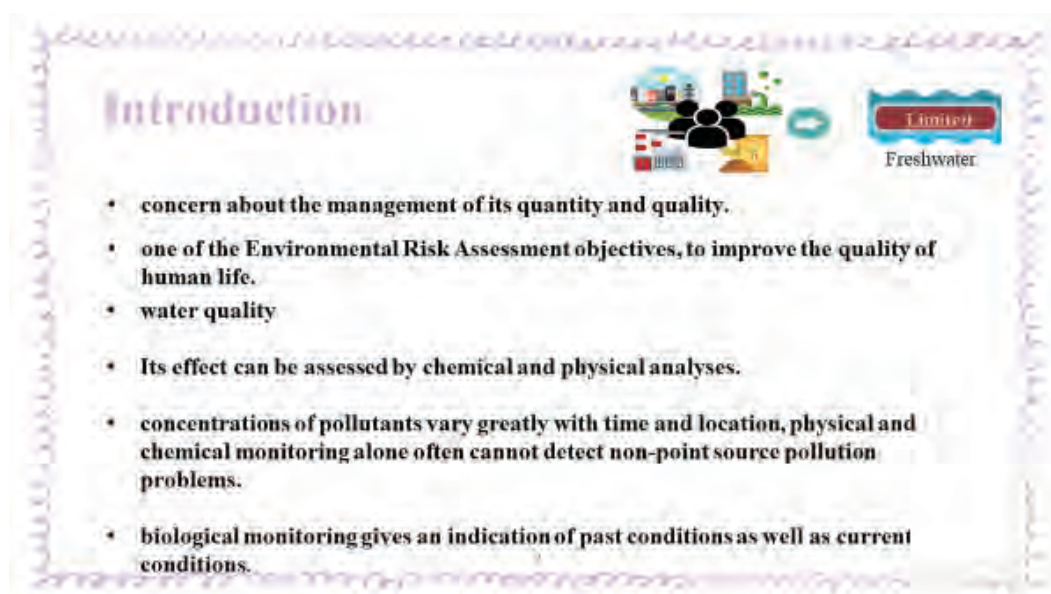 Introduction
Limited
Freshwater
• concern about the management of its quantity and quality.
• one of the Environmental Risk Assessment objectives, to improve the quality of
human life.
• water quality
• Its effect can be assessed by chemical and physical analyses.
• concentrations of pollutants vary greatly with time and location, physical and
chemical monitoring alone often cannot detect non-point source pollution
problems.
• biological monitoring gives an indication of past conditions as well as current
conditions.